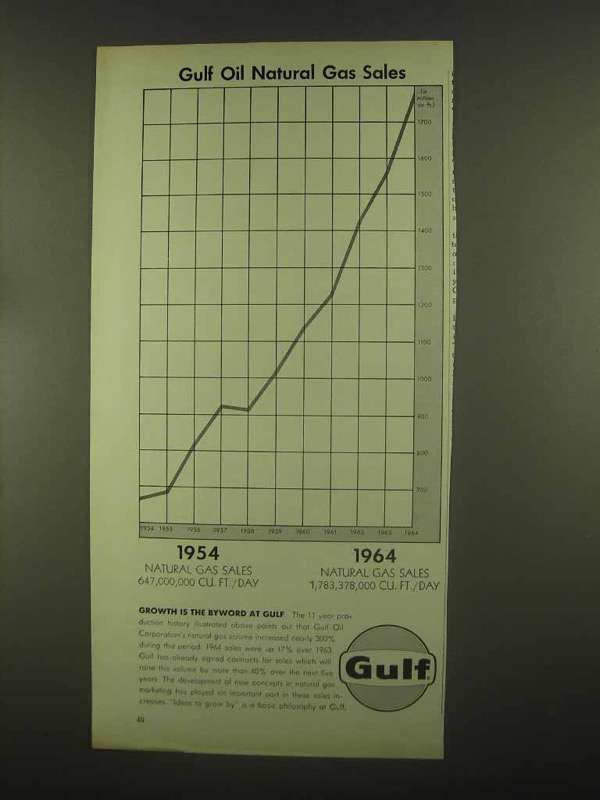 Gulf Oil Natural Gas Sales
(in
millions
cu. ft.)
1700
1600
1500
1400
1300
1200
1100
1000
900
800
700
1954 1955 1956 1957 1958 1959 1960 1961 1962 1963 1964
1954
NATURAL GAS SALES
647,000,000 CU. FT./DAY
1964
NATURAL GAS SALES
1,783,378,000 CU. FT./DAY
GROWTH IS THE BYWORD AT GULF The 11 year pro-
duction history illustrated above points out that Gulf Oil
Corporation's natural gas volume increased nearly 300%
during this period. 1964 sales were up 17% over 1963.
Gulf has already signed contracts for sales which will
raise this volume by more than 40% over the next five
years. The development of new concepts in natural gas
marketing has played an important part in these sales in-
creases. "Ideas to grow by" is a basic philosophy at Gulf.
Gulf